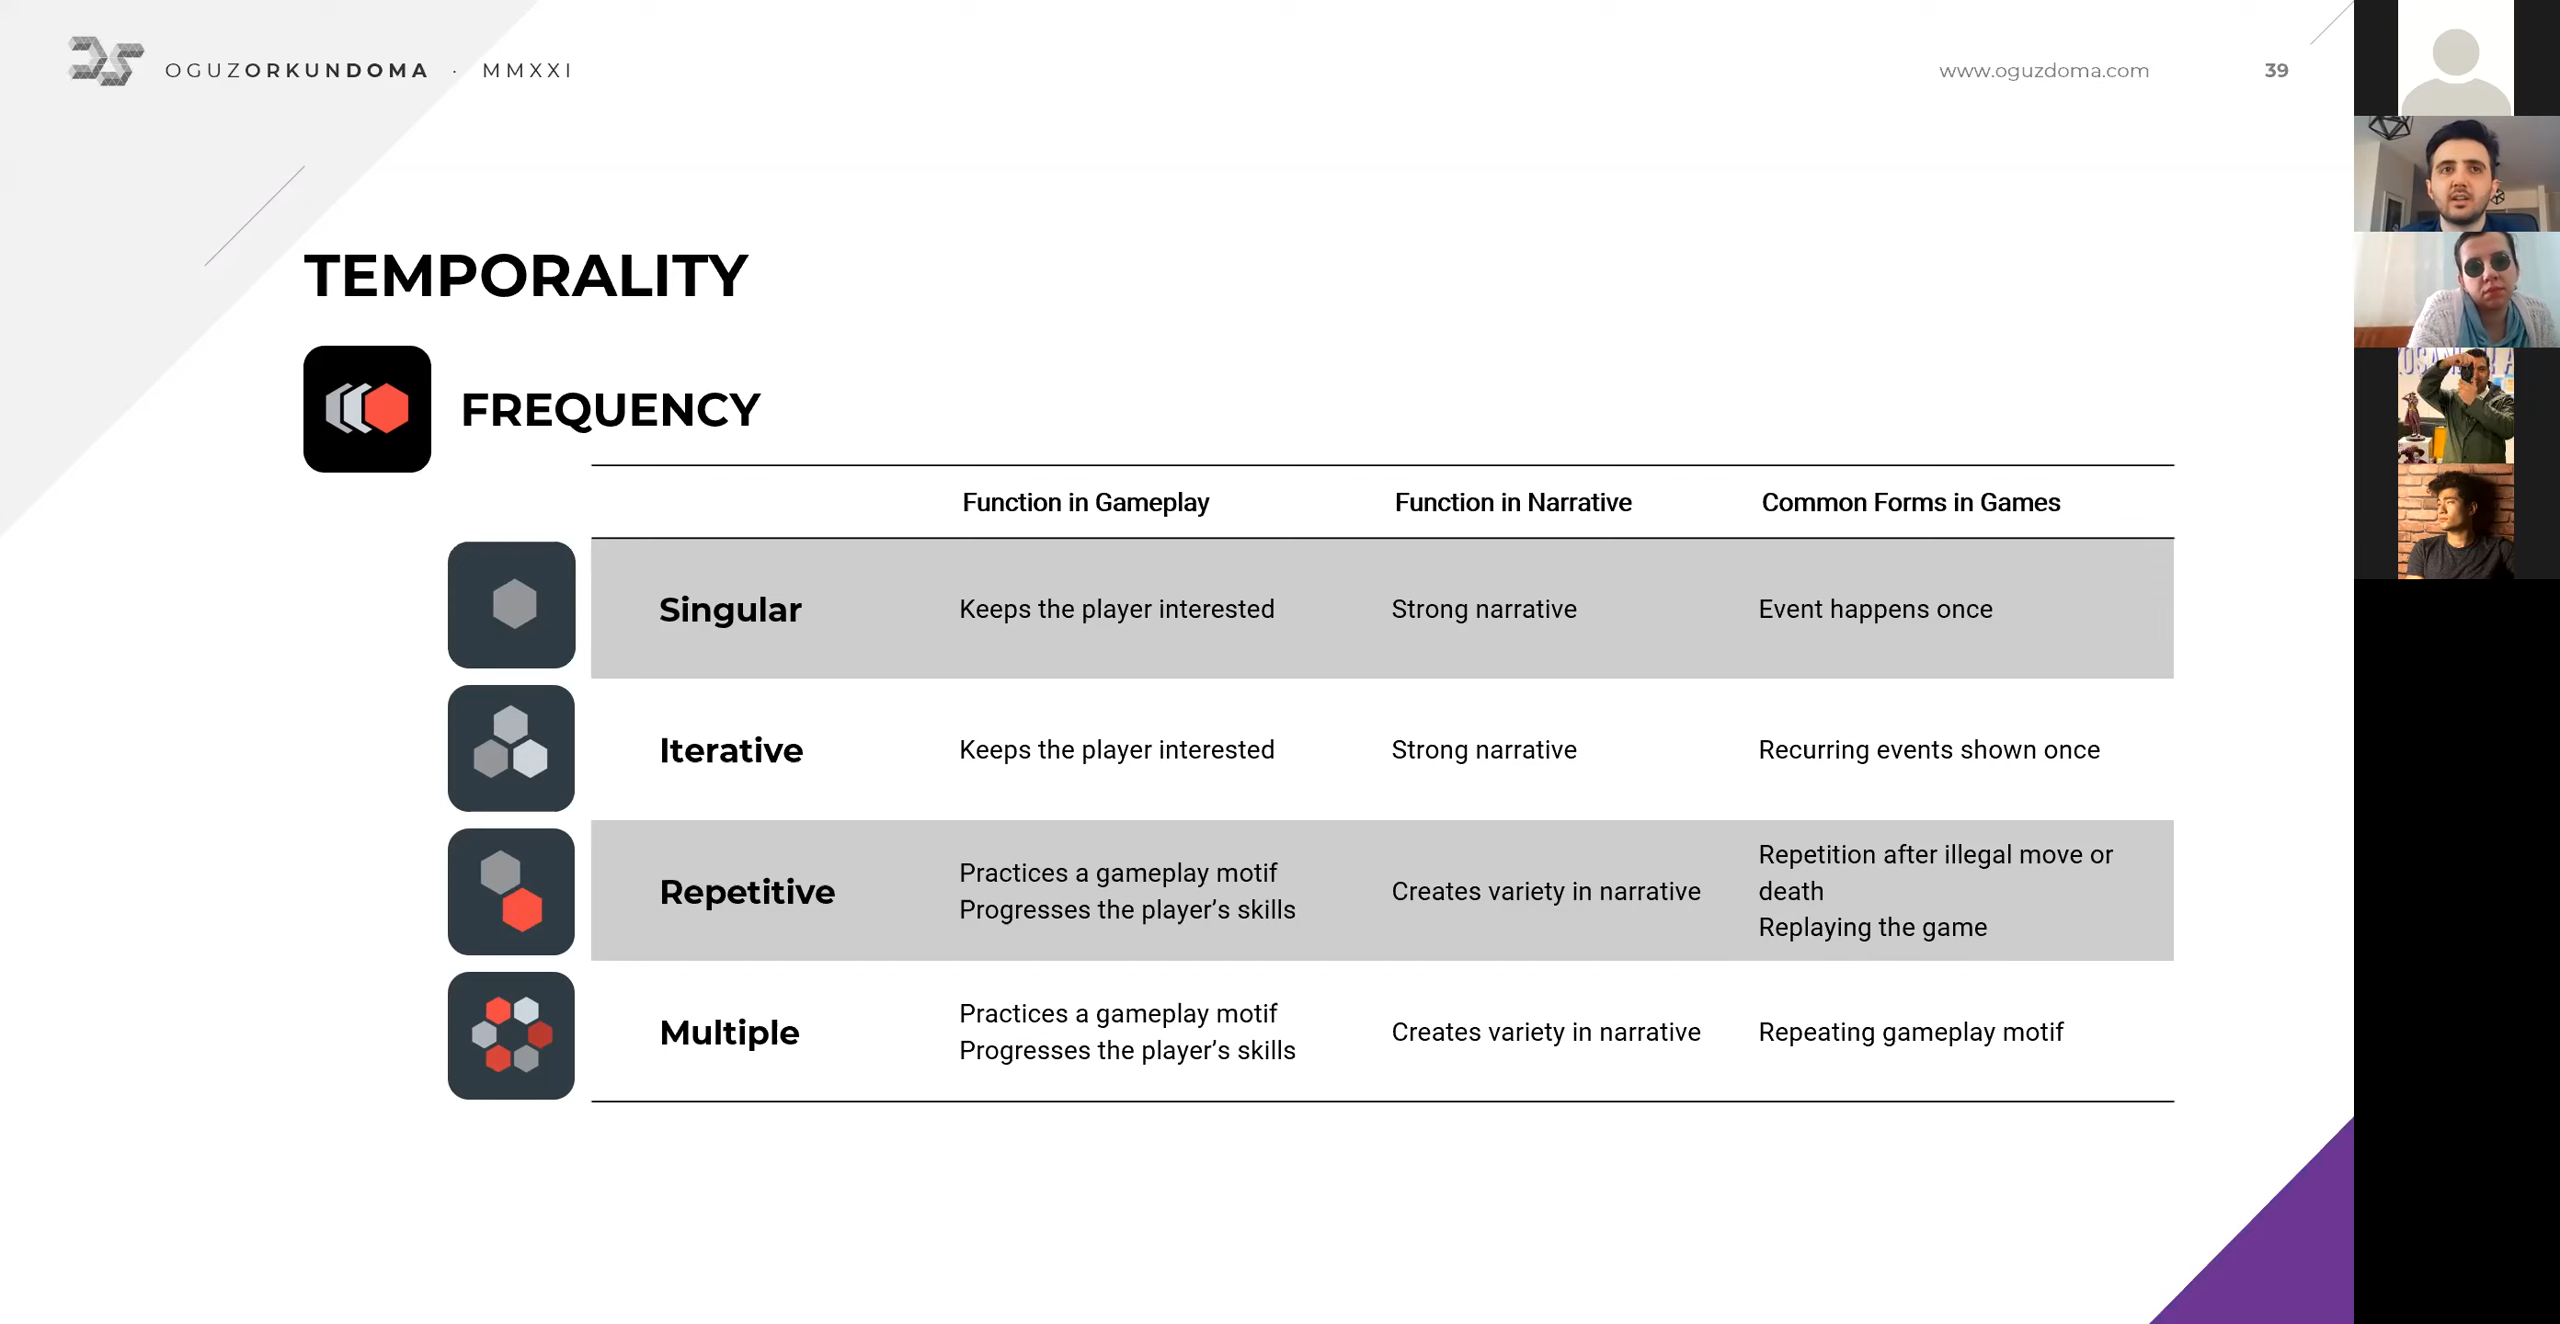 OGUZORKUNDOMA · MMXXI
www.oguzdoma.com
39
TEMPORALITY
FREQUENCY
Function in Gameplay
Function in Narrative
Common Forms in Games
Singular
Keeps the player interested
Strong narrative
Event happens once
Iterative
Keeps the player interested
Strong narrative
Recurring events shown once
Repetitive
Practices a gameplay motif
Progresses the player’s skills
Creates variety in narrative
Repetition after illegal move or
death
Replaying the game
Multiple
Practices a gameplay motif
Progresses the player’s skills
Creates variety in narrative
Repeating gameplay motif